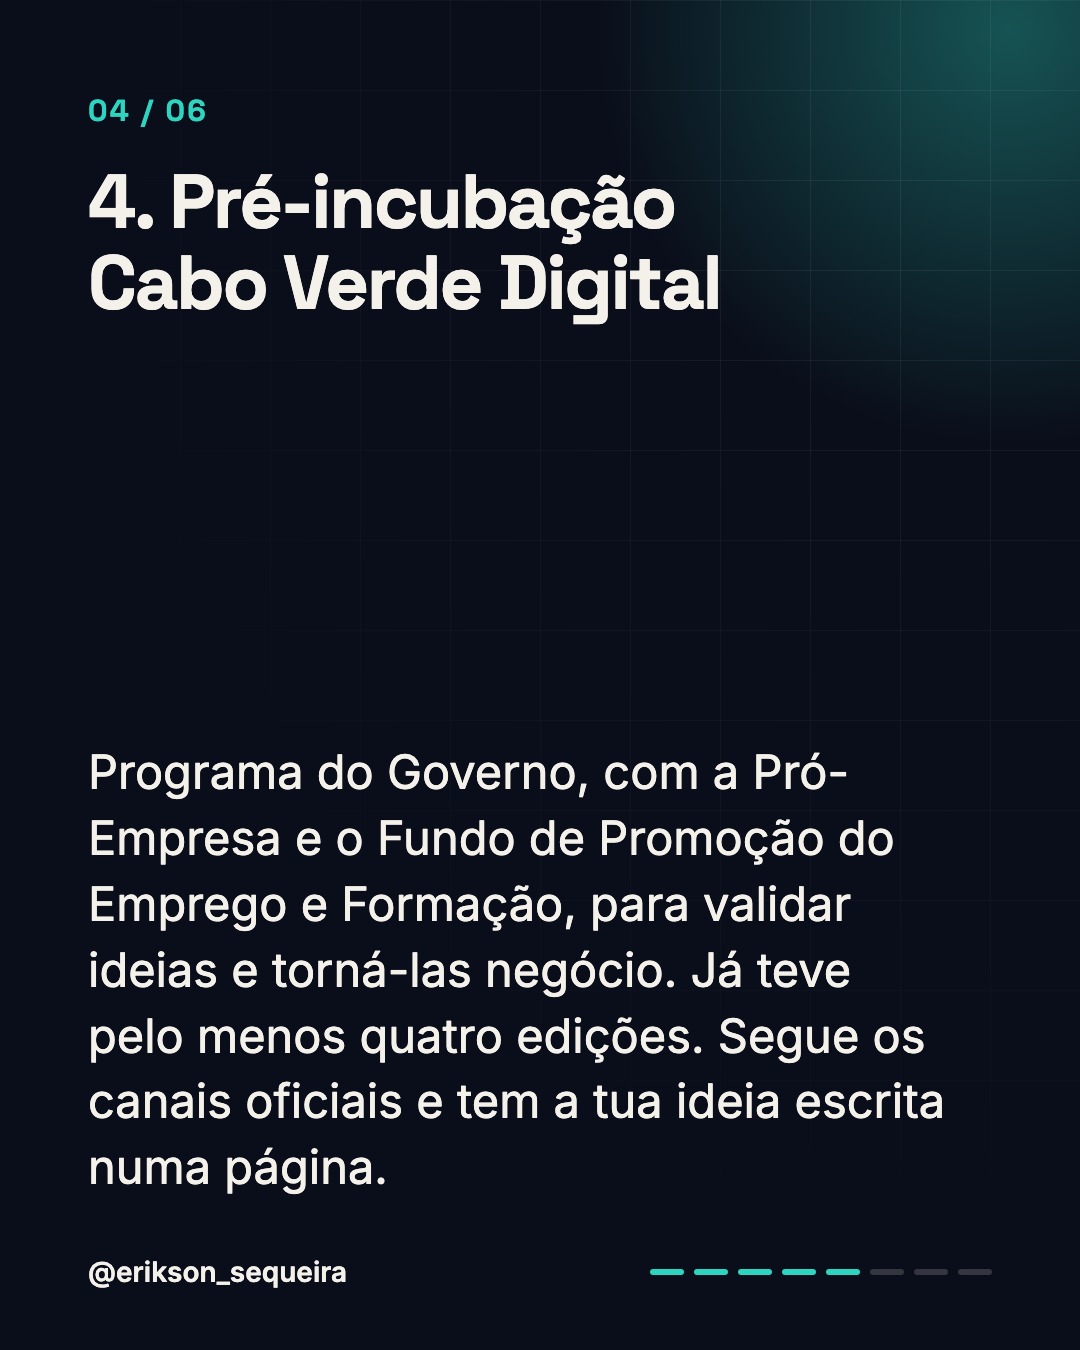 04 / 06
4. Pré-incubação
Cabo Verde Digital
Programa do Governo, com a Pró-
Empresa e o Fundo de Promoção do
Emprego e Formação, para validar
ideias e torná-las negócio. Já teve
pelo menos quatro edições. Segue os
canais oficiais e tem a tua ideia escrita
numa página.
@erikson_sequeira